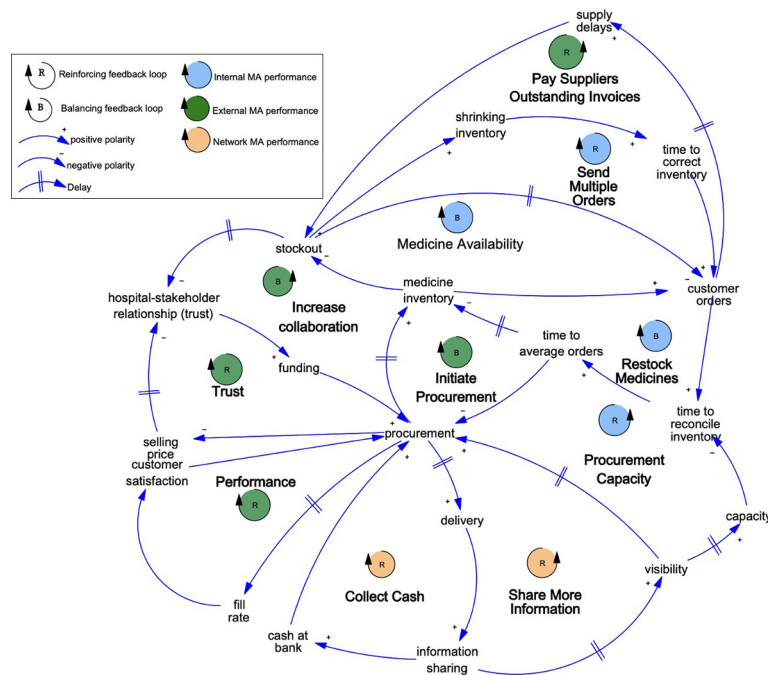 supply
delays
+
R
Pay Suppliers
Outstanding Invoices
R
Reinforcing feedback loop
Internal MA performance
B
Balancing feedback loop
External MA performance
+
positive polarity
Network MA performance
–
negative polarity
Delay
shrinking
inventory
+
+
R
Send
Multiple
Orders
time to
correct
inventory
B
Medicine Availability
+
stockout
–
B
Increase
collaboration
–
hospital-stakeholder
relationship (trust)
–
medicine
inventory
–
+
+
+
–
customer
orders
time to
average orders
+
B
Restock
Medicines
B
Initiate
Procurement
R
Trust
+
funding
R
Procurement
Capacity
time to
reconcile
inventory
–
–
+
procurement
+
+
–
selling
price
customer
satisfaction
Performance
R
+
delivery
capacity
+
R
Collect Cash
R
Share More
Information
visibility
+
fill
rate
cash at
bank
+
+
information
sharing